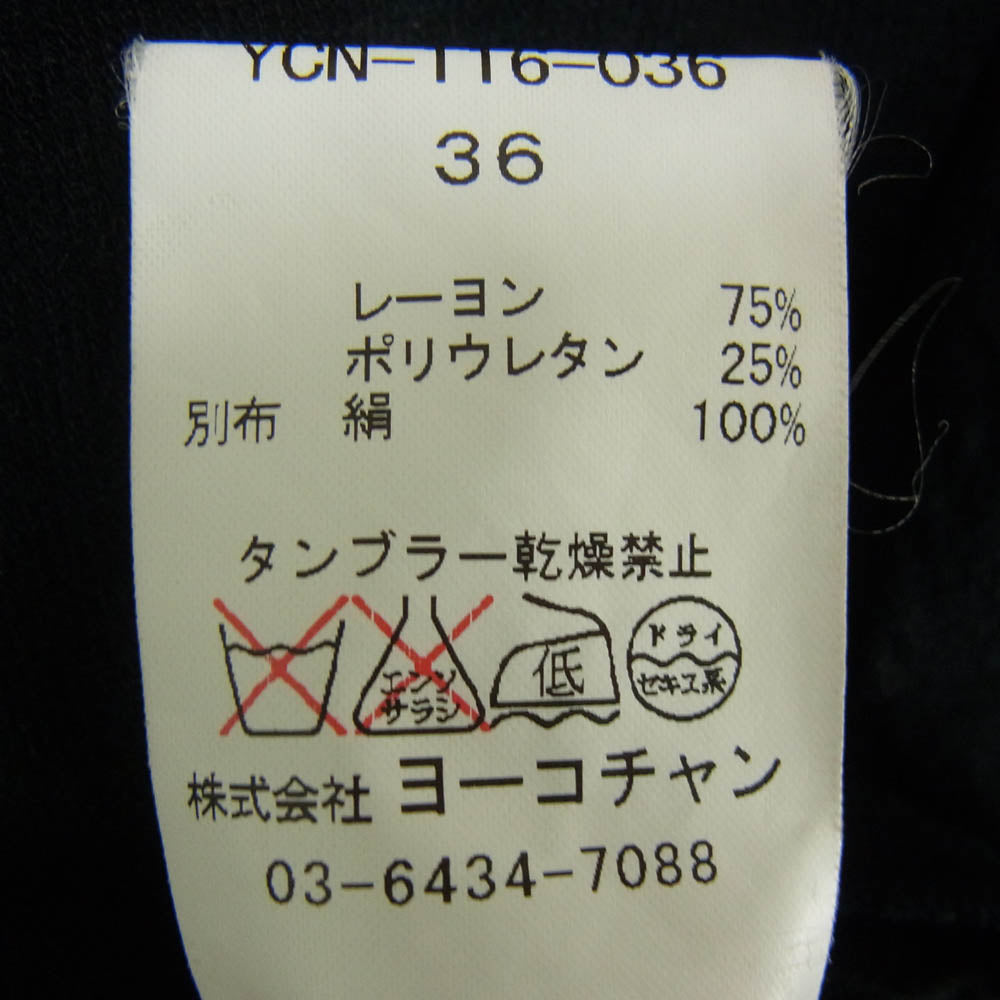 YCN-116-036
36
レーヨン 75%
ポリウレタン 25%
別布 絹 100%
タンブラー乾燥禁止
エンソサラシ
低
ドライ
セキユ系
株式会社 ヨーコチャン
03-6434-7088